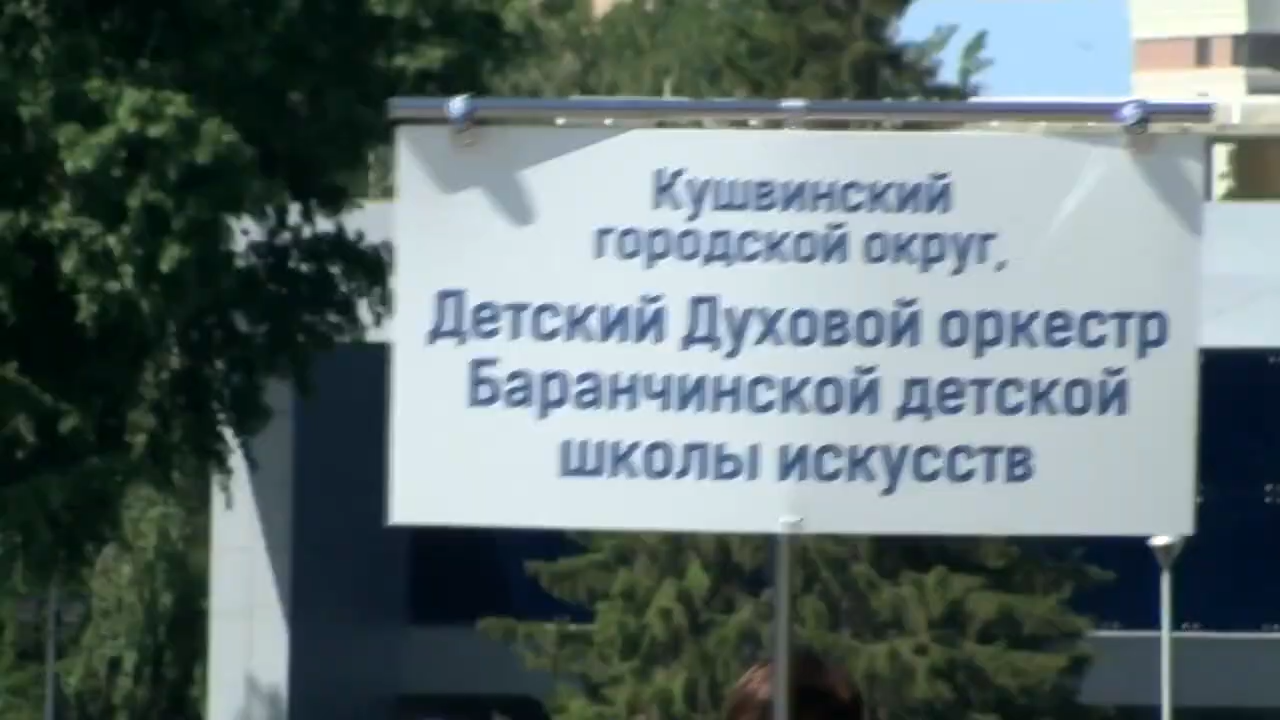 Кушвинский
городской округ,
Детский Духовой оркестр
Баранчинской детской
школы искусств